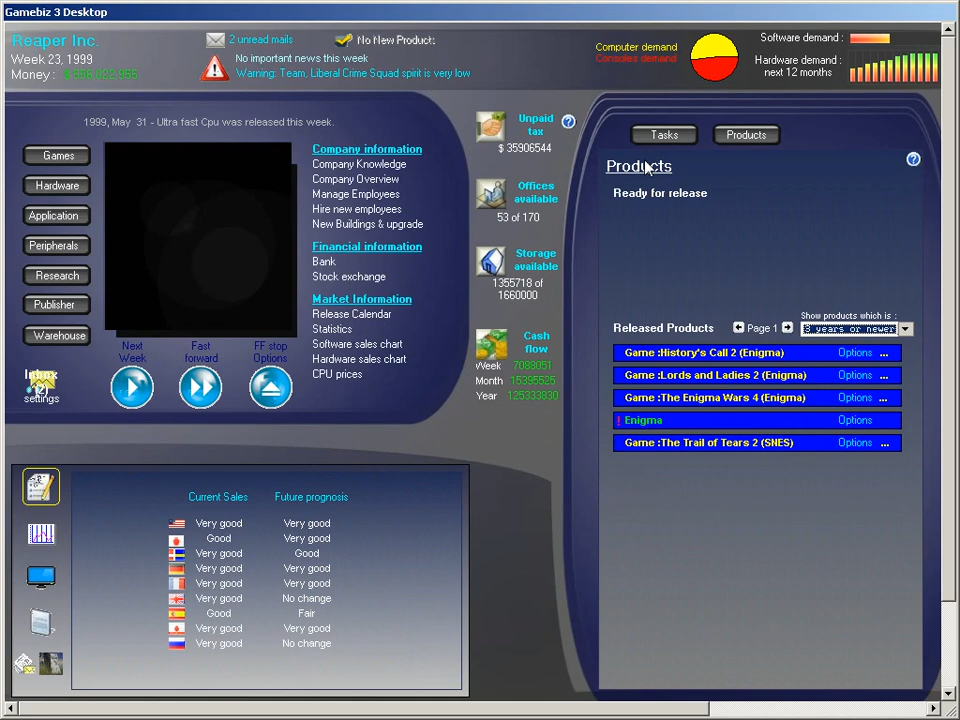 Gamebiz 3 Desktop
Reaper Inc.
Week 23, 1999
Money :
2 unread mails
No New Products
No important news this week
Warning: Team, Liberal Crime Squad spirit is very low
Computer demand
Consoles demand
Software demand :
Hardware demand :
next 12 months
1999, May 31 - Ultra fast Cpu was released this week.
Games
Hardware
Application
Peripherals
Research
Publisher
Warehouse
Inbox
(2)
settings
Next
Week
Fast
forward
FF stop
Options
Company information
Company Knowledge
Company Overview
Manage Employees
Hire new employees
New Buildings & upgrade
Financial information
Bank
Stock exchange
Market Information
Release Calendar
Statistics
Software sales chart
Hardware sales chart
CPU prices
Unpaid
tax
$ 35906544
Offices
available
53 of 170
Storage
available
1355718 of
1660000
Cash
flow
Week 7088051
Month 15395525
Year 125333830
Tasks
Products
Products
Ready for release
Released Products
Page 1
Show products which is :
3 years or newer
Game :History's Call 2 (Enigma) Options ...
Game :Lords and Ladies 2 (Enigma) Options ...
Game :The Enigma Wars 4 (Enigma) Options ...
! Enigma Options
Game :The Trail of Tears 2 (SNES) Options ...
Current Sales Future prognosis
Very good Very good
Good Very good
Very good Good
Very good Very good
Very good Very good
Very good No change
Good Fair
Very good Very good
Very good No change